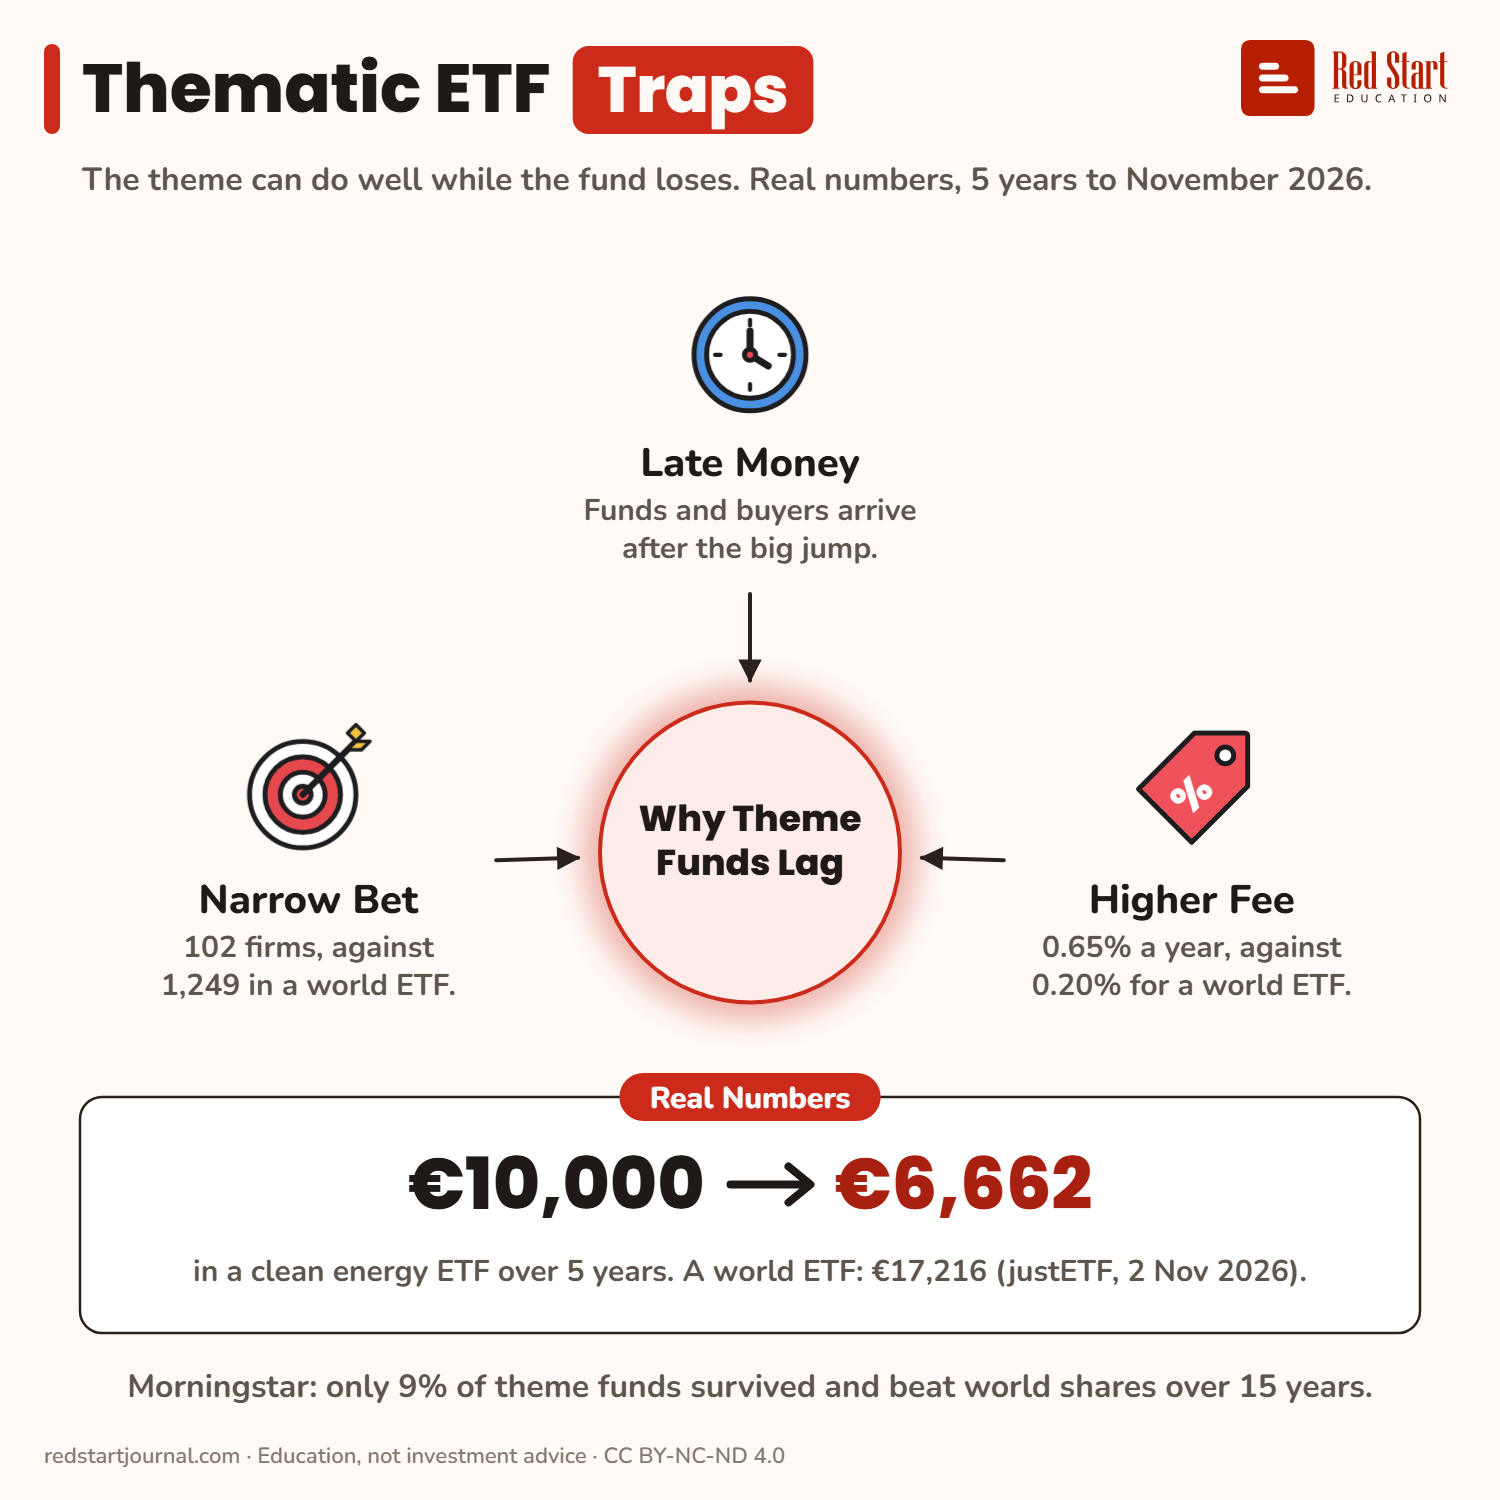 Thematic ETF Traps
Red Start
EDUCATION
The theme can do well while the fund loses. Real numbers, 5 years to November 2026.
Late Money
Funds and buyers arrive
after the big jump.
Why Theme
Funds Lag
Narrow Bet
102 firms, against
1,249 in a world ETF.
%
Higher Fee
0.65% a year, against
0.20% for a world ETF.
Real Numbers
€10,000 → €6,662
in a clean energy ETF over 5 years. A world ETF: €17,216 (justETF, 2 Nov 2026).
Morningstar: only 9% of theme funds survived and beat world shares over 15 years.
redstartjournal.com · Education, not investment advice · CC BY-NC-ND 4.0